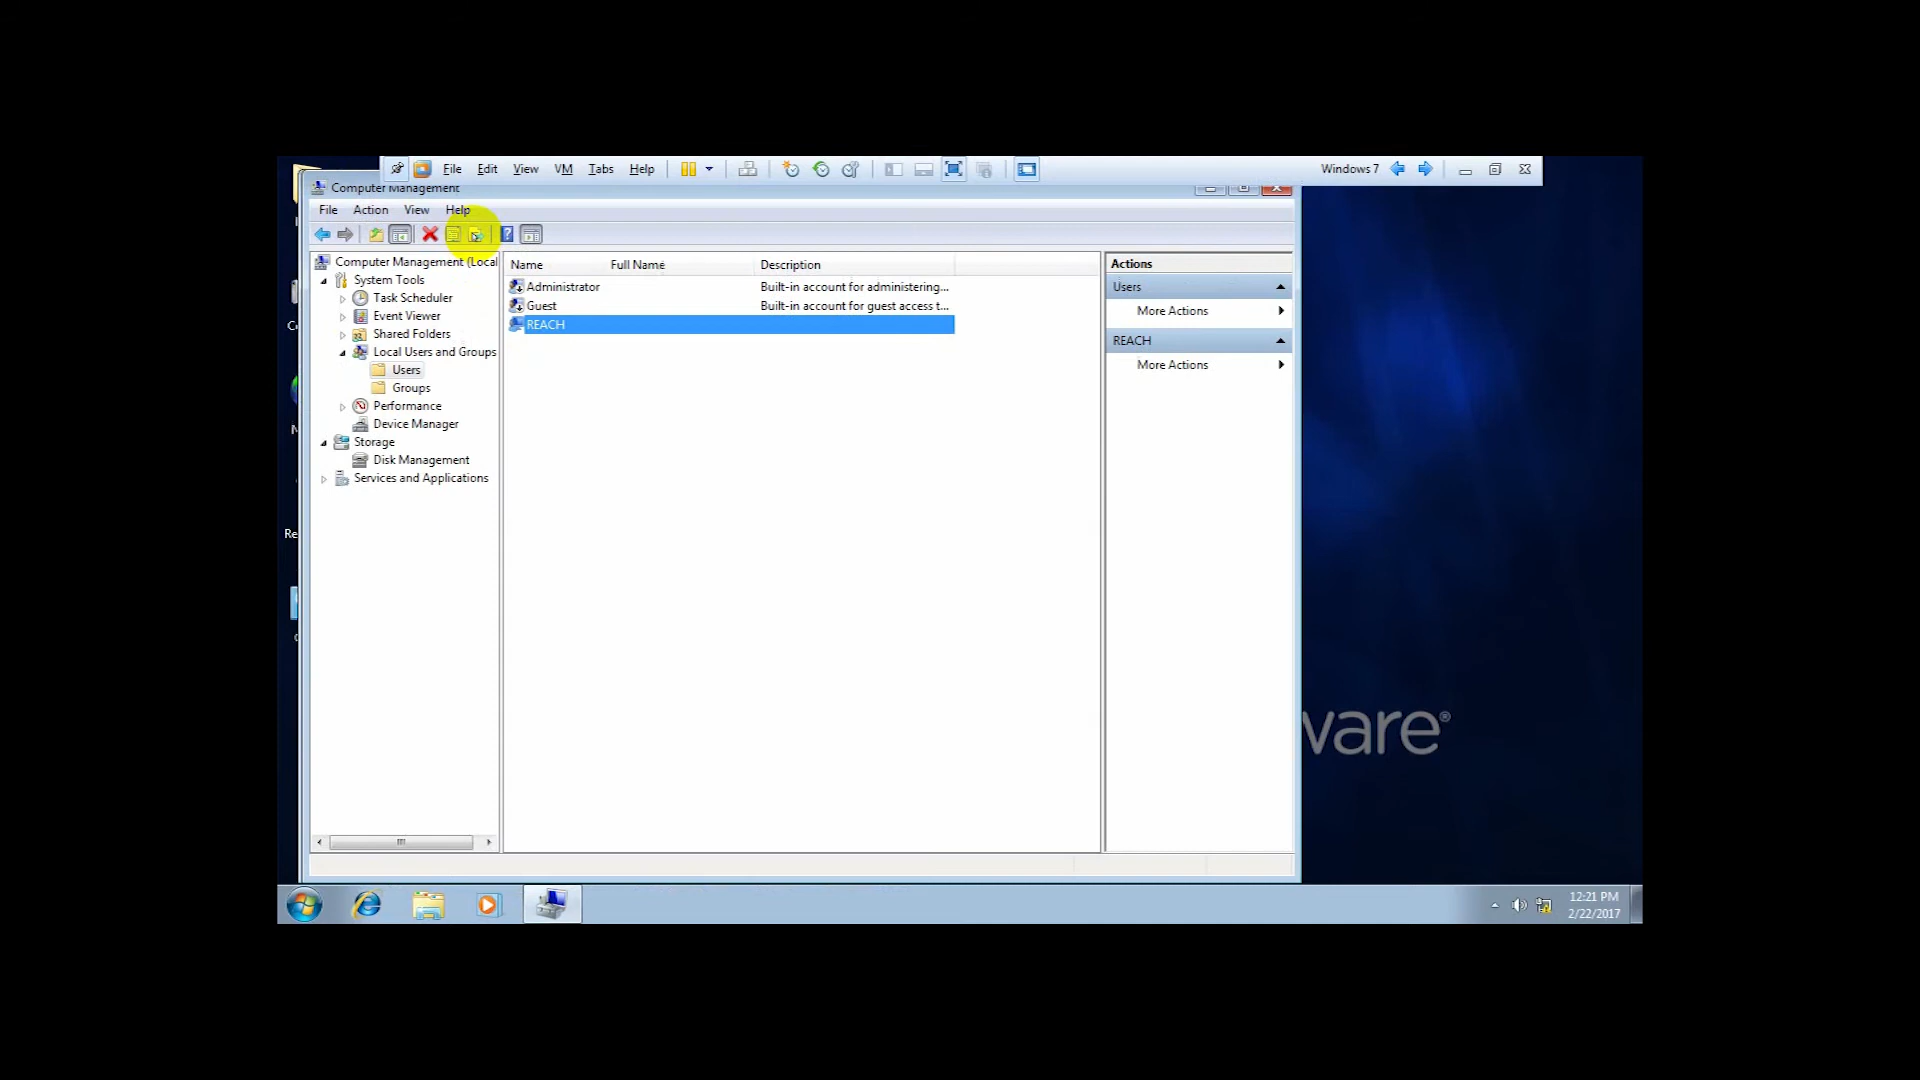 File Edit View VM Tabs Help Windows 7
Computer Management
File Action View Help
Computer Management (Local
System Tools
Task Scheduler
Event Viewer
Shared Folders
Local Users and Groups
Users
Groups
Performance
Device Manager
Storage
Disk Management
Services and Applications
Name Full Name Description
Administrator Built-in account for administering...
Guest Built-in account for guest access t...
REACH
Actions
Users
More Actions
REACH
More Actions
Re
ware®
12:21 PM
2/22/2017